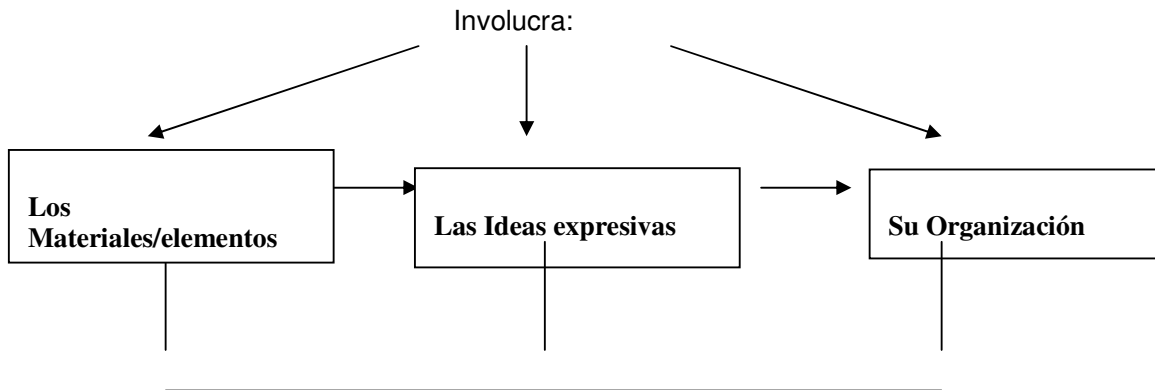 Involucra:
Los
Materiales/elementos
Las Ideas expresivas
Su Organización